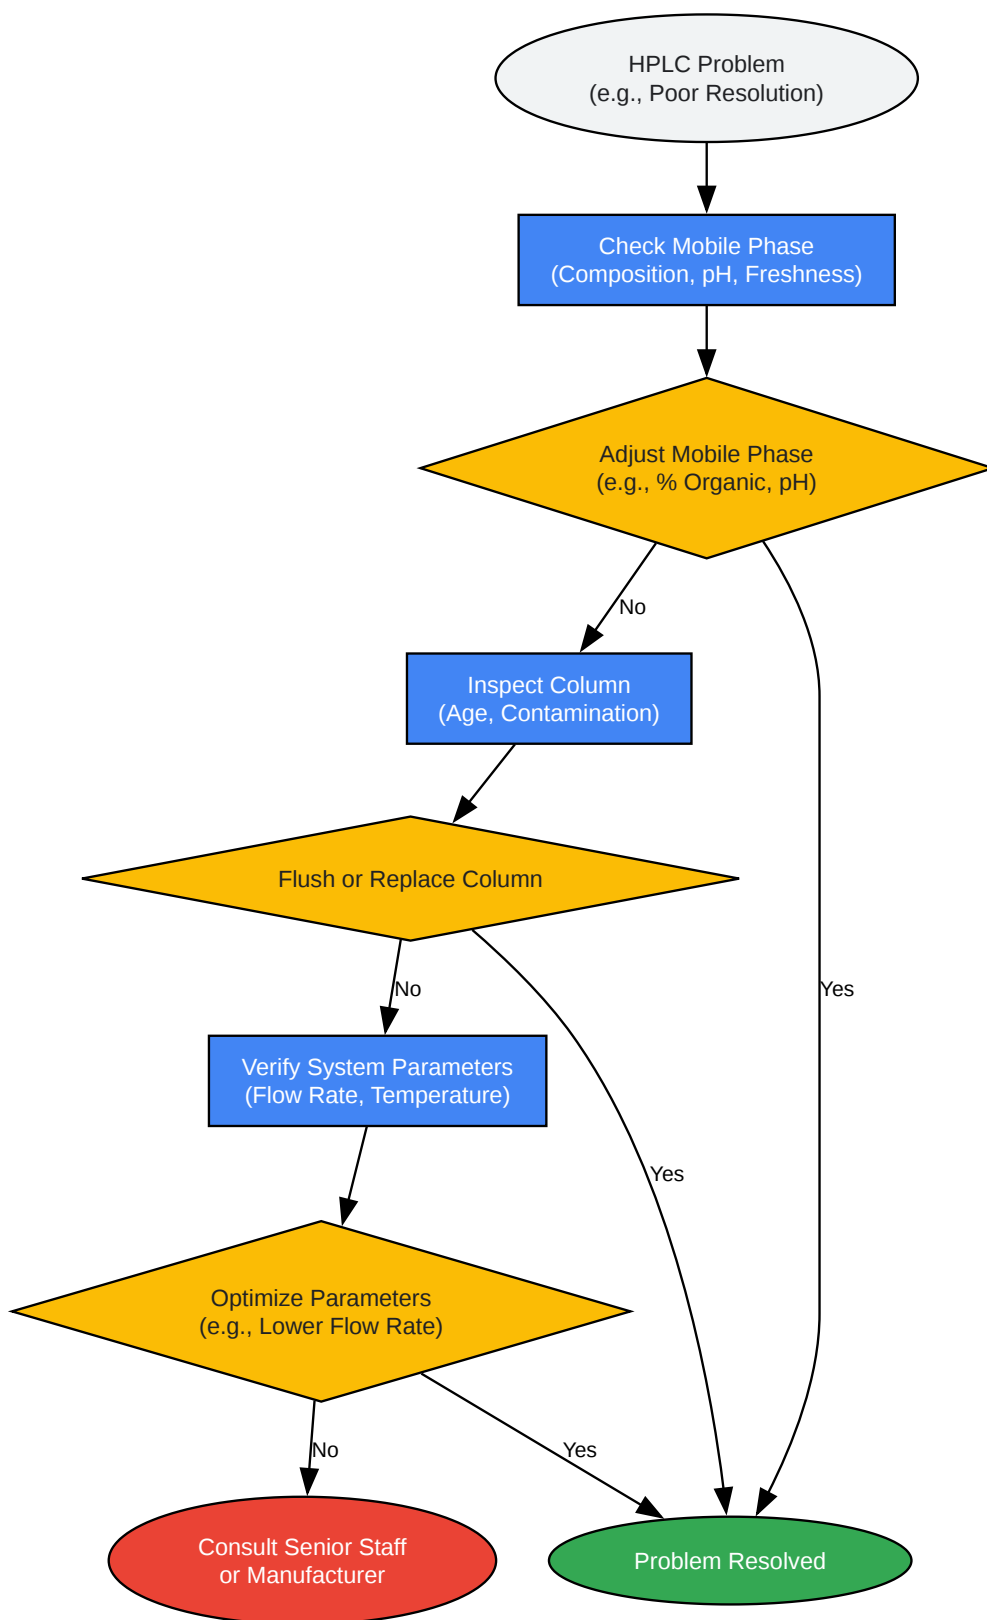 HPLC Problem
(e.g., Poor Resolution)
Check Mobile Phase
(Composition, pH, Freshness)
Adjust Mobile Phase
(e.g., % Organic, pH)
No
Inspect Column
(Age, Contamination)
Flush or Replace Column
No
Yes
Verify System Parameters
(Flow Rate, Temperature)
Yes
Optimize Parameters
(e.g., Lower Flow Rate)
No
Yes
Consult Senior Staff
or Manufacturer
Problem Resolved